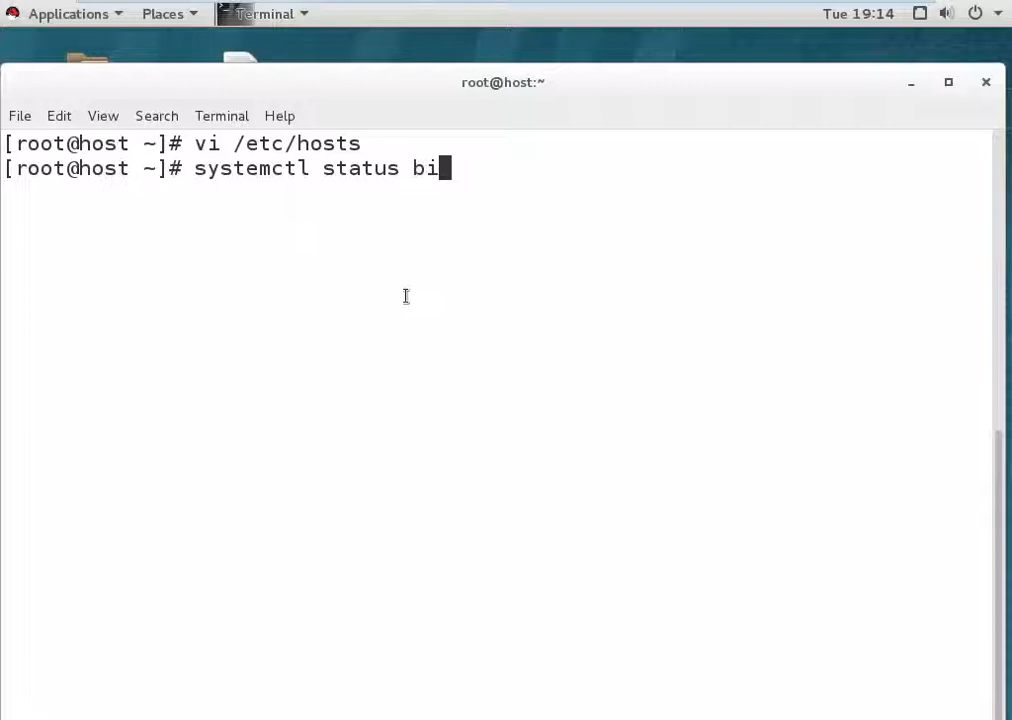 Applications Places Terminal Tue 19:14
root@host:~
File Edit View Search Terminal Help
[root@host ~]# vi /etc/hosts
[root@host ~]# systemctl status bi